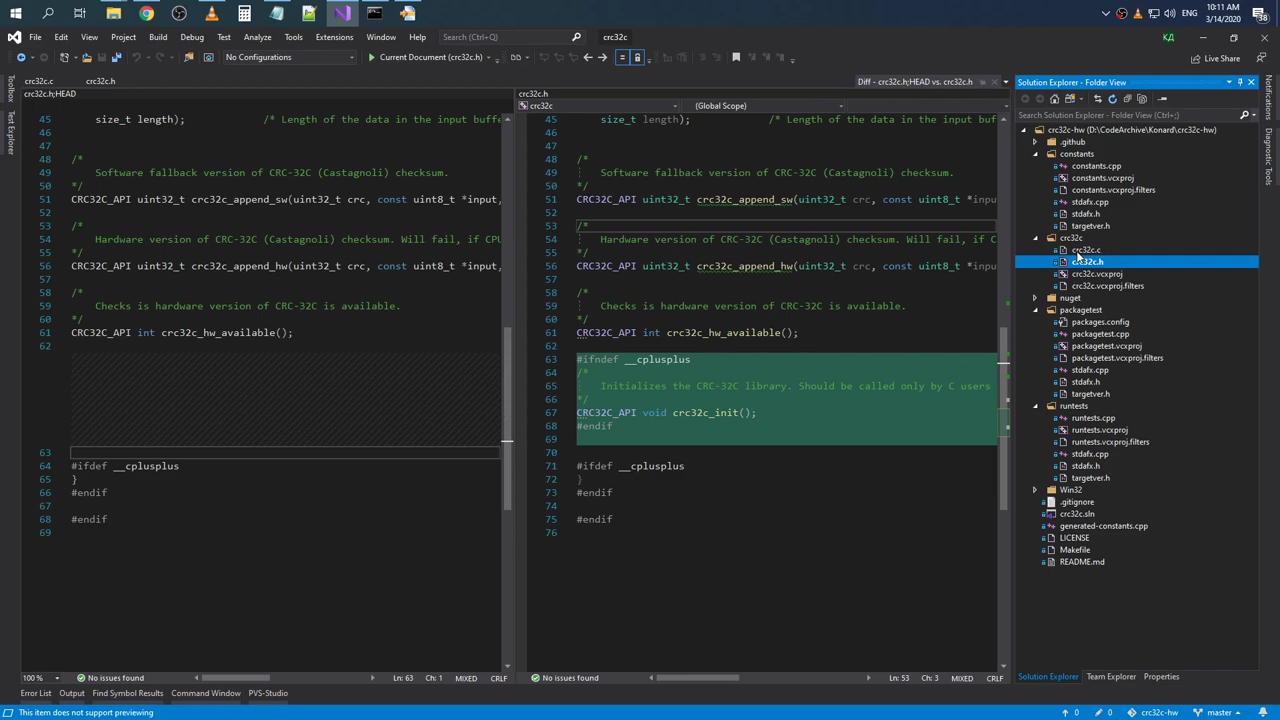 10:11 AM
ENG
3/14/2020
38
File Edit View Project Build Debug Test Analyze Tools Extensions Window Help Search (Ctrl+Q) crc32c КД
No Configurations Current Document (crc32c.h) Live Share
Toolbox
Test Explorer
crc32c.c crc32c.h Diff - crc32c.h;HEAD vs. crc32c.h
crc32c.h;HEAD
45 size_t length); /* Length of the data in the input buffe
46
47
48 /*
49 Software fallback version of CRC-32C (Castagnoli) checksum.
50 */
51 CRC32C_API uint32_t crc32c_append_sw(uint32_t crc, const uint8_t *input,
52
53 /*
54 Hardware version of CRC-32C (Castagnoli) checksum. Will fail, if CPU
55 */
56 CRC32C_API uint32_t crc32c_append_hw(uint32_t crc, const uint8_t *input,
57
58 /*
59 Checks is hardware version of CRC-32C is available.
60 */
61 CRC32C_API int crc32c_hw_available();
62
63
64 #ifdef __cplusplus
65 }
66 #endif
67
68 #endif
69
100 % No issues found Ln: 63 Ch: 1 MIXED CRLF
crc32c.h
crc32c (Global Scope)
45 size_t length); /* Length of the data in the input buf
46
47
48 /*
49 Software fallback version of CRC-32C (Castagnoli) checksum.
50 */
51 CRC32C_API uint32_t crc32c_append_sw(uint32_t crc, const uint8_t *inpu
52
53 /*
54 Hardware version of CRC-32C (Castagnoli) checksum. Will fail, if C
55 */
56 CRC32C_API uint32_t crc32c_append_hw(uint32_t crc, const uint8_t *inpu
57
58 /*
59 Checks is hardware version of CRC-32C is available.
60 */
61 CRC32C_API int crc32c_hw_available();
62
63 #ifndef __cplusplus
64 /*
65 Initializes the CRC-32C library. Should be called only by C users
66 */
67 CRC32C_API void crc32c_init();
68 #endif
69
70
71 #ifdef __cplusplus
72 }
73 #endif
74
75 #endif
76
No issues found Ln: 53 Ch: 3 MIXED CRLF
Solution Explorer - Folder View
Search Solution Explorer - Folder View (Ctrl+;)
crc32c-hw (D:\CodeArchive\Konard\crc32c-hw)
.github
constants
constants.cpp
constants.vcxproj
constants.vcxproj.filters
stdafx.cpp
stdafx.h
targetver.h
crc32c
crc32c.c
crc32c.h
crc32c.vcxproj
crc32c.vcxproj.filters
nuget
packagetest
packages.config
packagetest.cpp
packagetest.vcxproj
packagetest.vcxproj.filters
stdafx.cpp
stdafx.h
targetver.h
runtests
runtests.cpp
runtests.vcxproj
runtests.vcxproj.filters
stdafx.cpp
stdafx.h
targetver.h
Win32
.gitignore
crc32c.sln
generated-constants.cpp
LICENSE
Makefile
README.md
Solution Explorer Team Explorer Properties
Notifications
Diagnostic Tools
Error List Output Find Symbol Results Command Window PVS-Studio
This item does not support previewing 0 0 crc32c-hw master